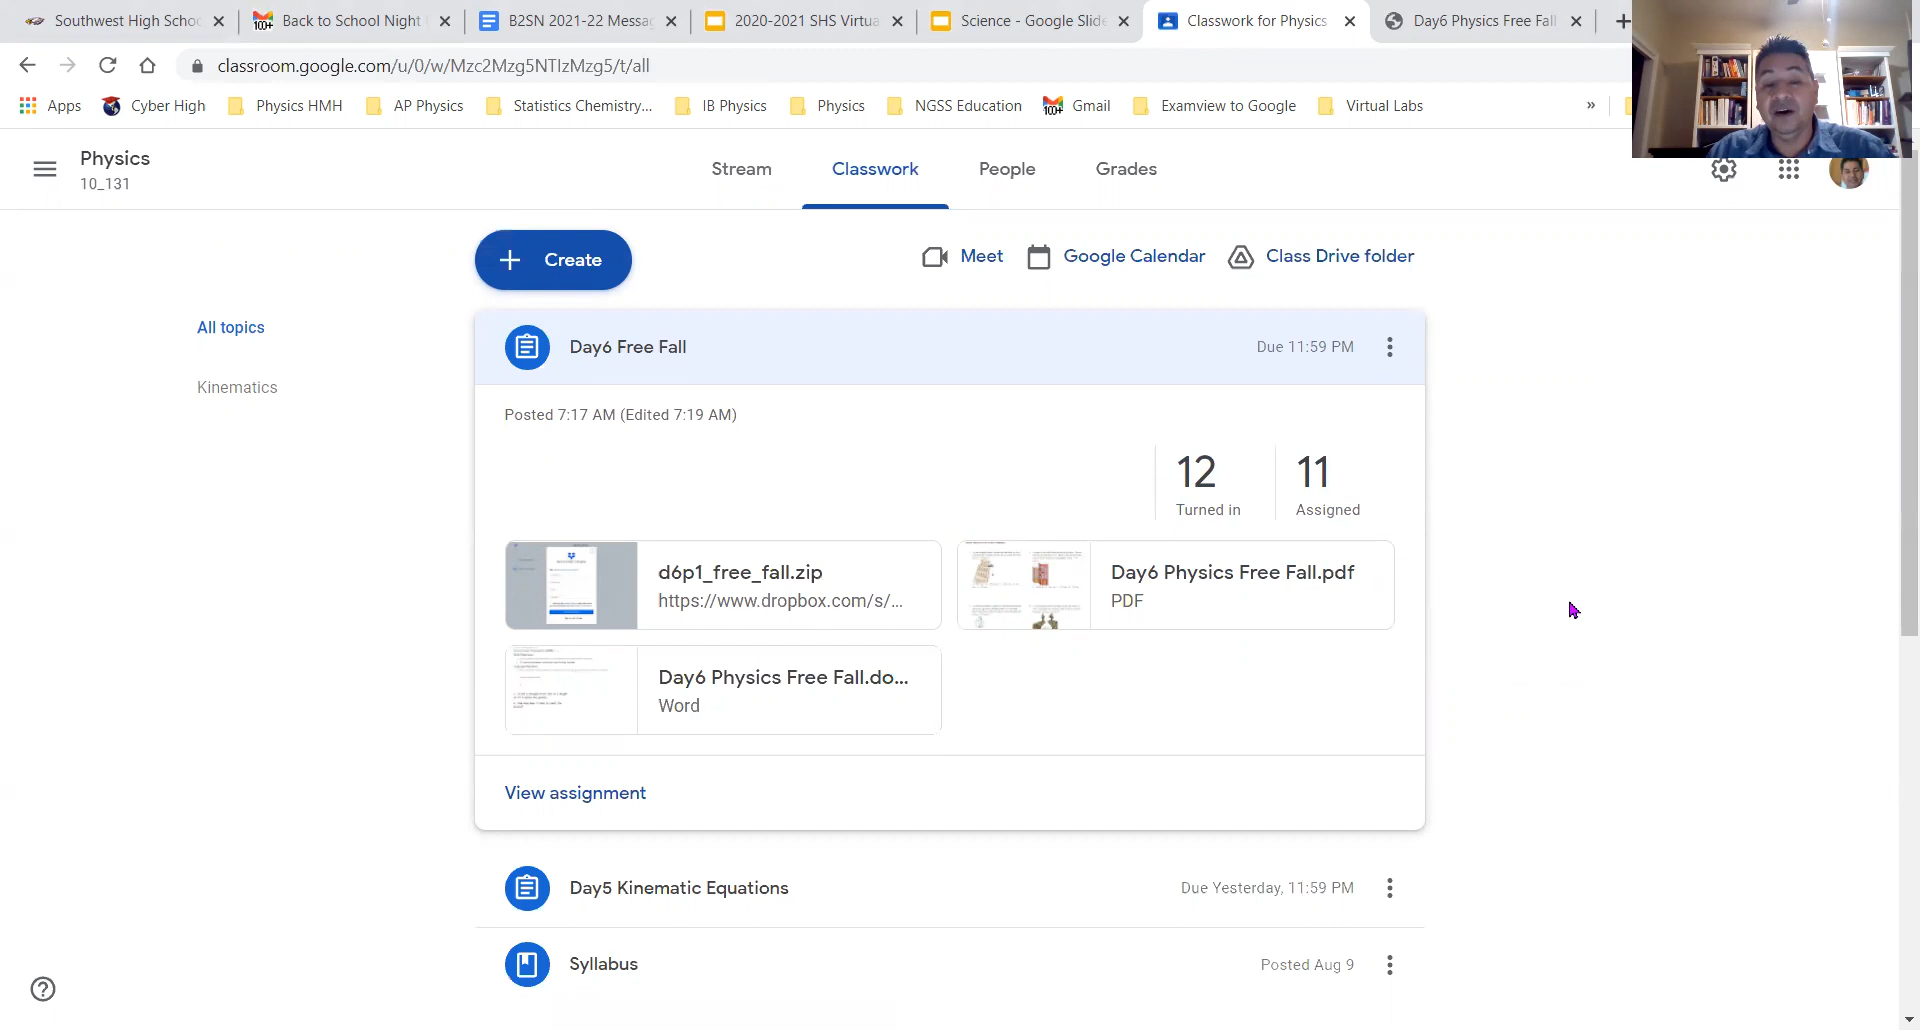 Southwest High Schoo
Back to School Night
B2SN 2021-22 Messag
2020-2021 SHS Virtua
Science - Google Slide
Classwork for Physics
Day6 Physics Free Fall
classroom.google.com/u/0/w/Mzc2Mzg5NTIzMzg5/t/all
Apps
Cyber High
Physics HMH
AP Physics
Statistics Chemistry...
IB Physics
Physics
NGSS Education
100+
Gmail
Examview to Google
Virtual Labs
»
Physics
10_131
Stream
Classwork
People
Grades
+ Create
Meet
Google Calendar
Class Drive folder
All topics
Kinematics
Day6 Free Fall
Due 11:59 PM
Posted 7:17 AM (Edited 7:19 AM)
12
Turned in
11
Assigned
d6p1_free_fall.zip
https://www.dropbox.com/s/...
Day6 Physics Free Fall.pdf
PDF
Day6 Physics Free Fall.do...
Word
View assignment
Day5 Kinematic Equations
Due Yesterday, 11:59 PM
Syllabus
Posted Aug 9